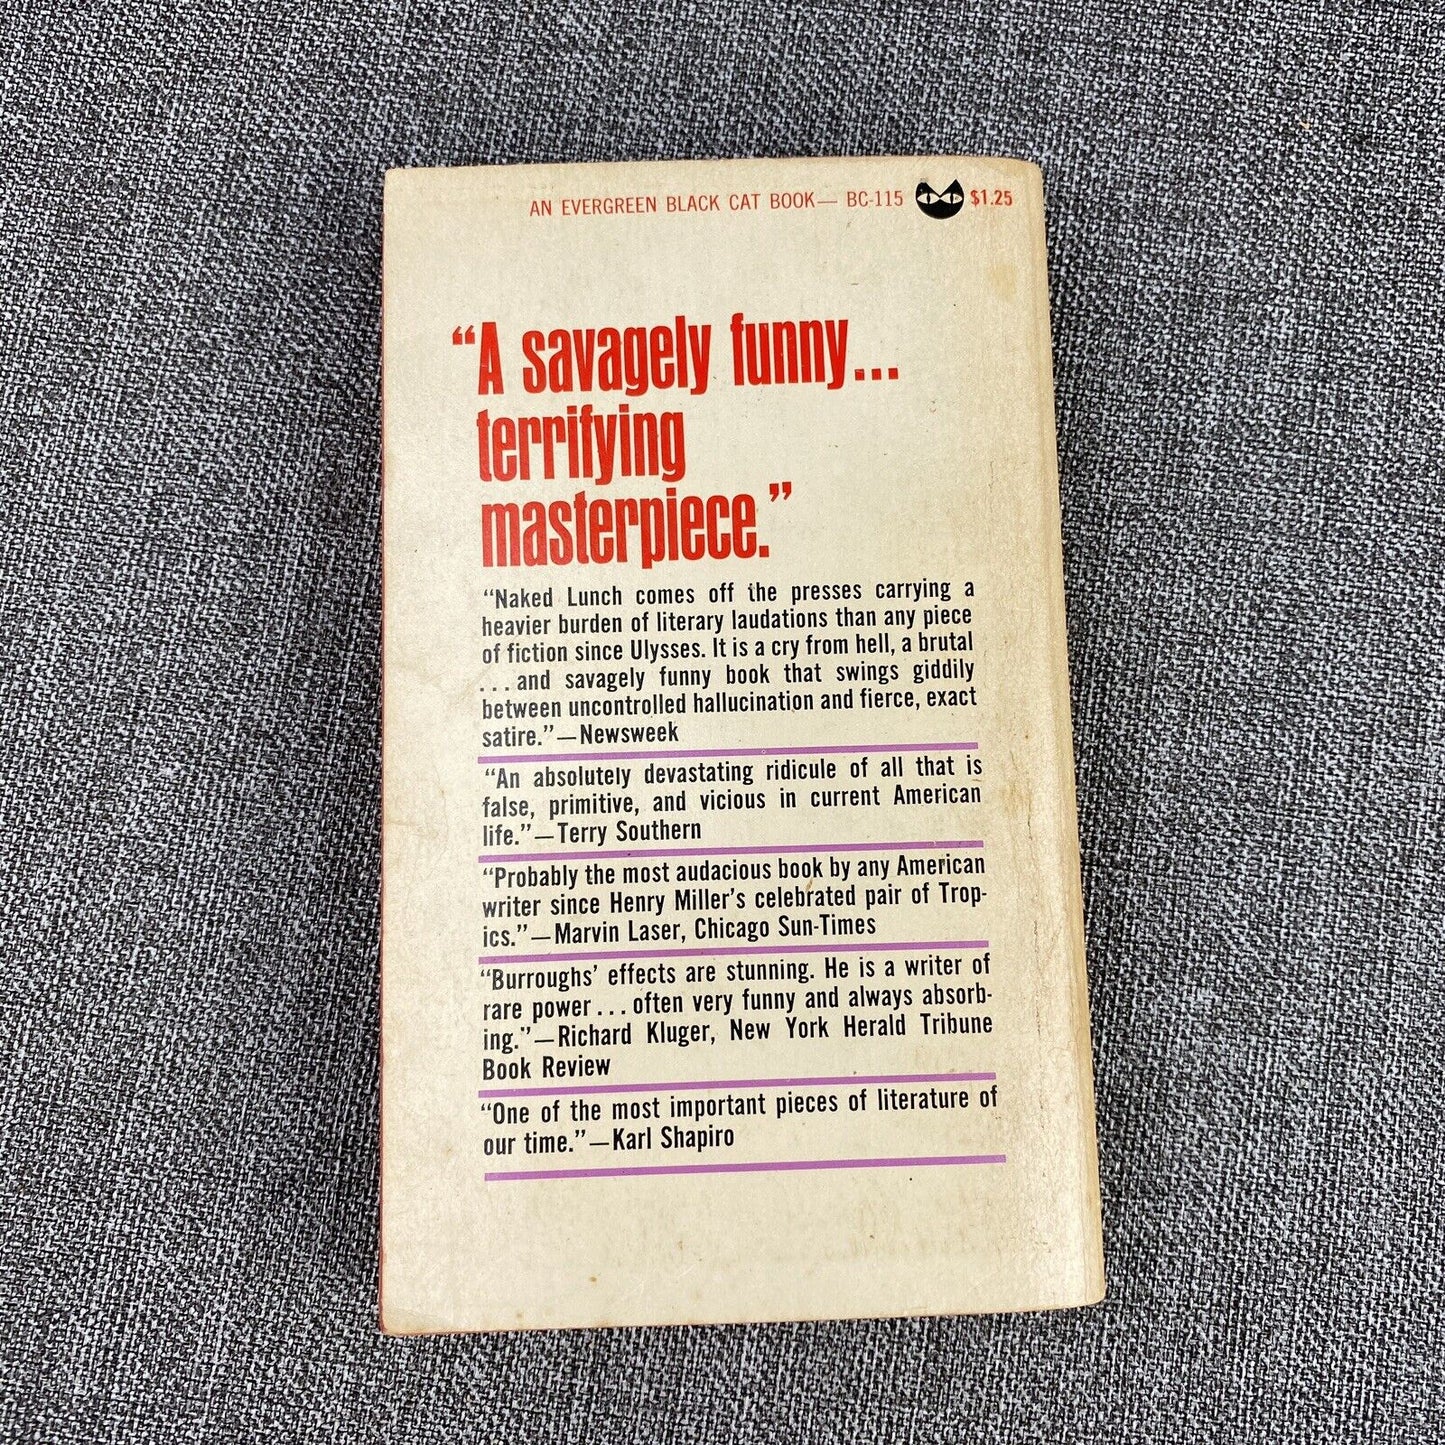 AN EVERGREEN BLACK CAT BOOK— BC-115 $1.25
“A savagely funny...
terrifying
masterpiece.”
“Naked Lunch comes off the presses carrying a
heavier burden of literary laudations than any piece
of fiction since Ulysses. It is a cry from hell, a brutal
...and savagely funny book that swings giddily
between uncontrolled hallucination and fierce, exact
satire.”—Newsweek
“An absolutely devastating ridicule of all that is
false, primitive, and vicious in current American
life.”—Terry Southern
“Probably the most audacious book by any American
writer since Henry Miller’s celebrated pair of Trop-
ics.”—Marvin Laser, Chicago Sun-Times
“Burroughs’ effects are stunning. He is a writer of
rare power...often very funny and always absorb-
ing.”—Richard Kluger, New York Herald Tribune
Book Review
“One of the most important pieces of literature of
our time.”—Karl Shapiro